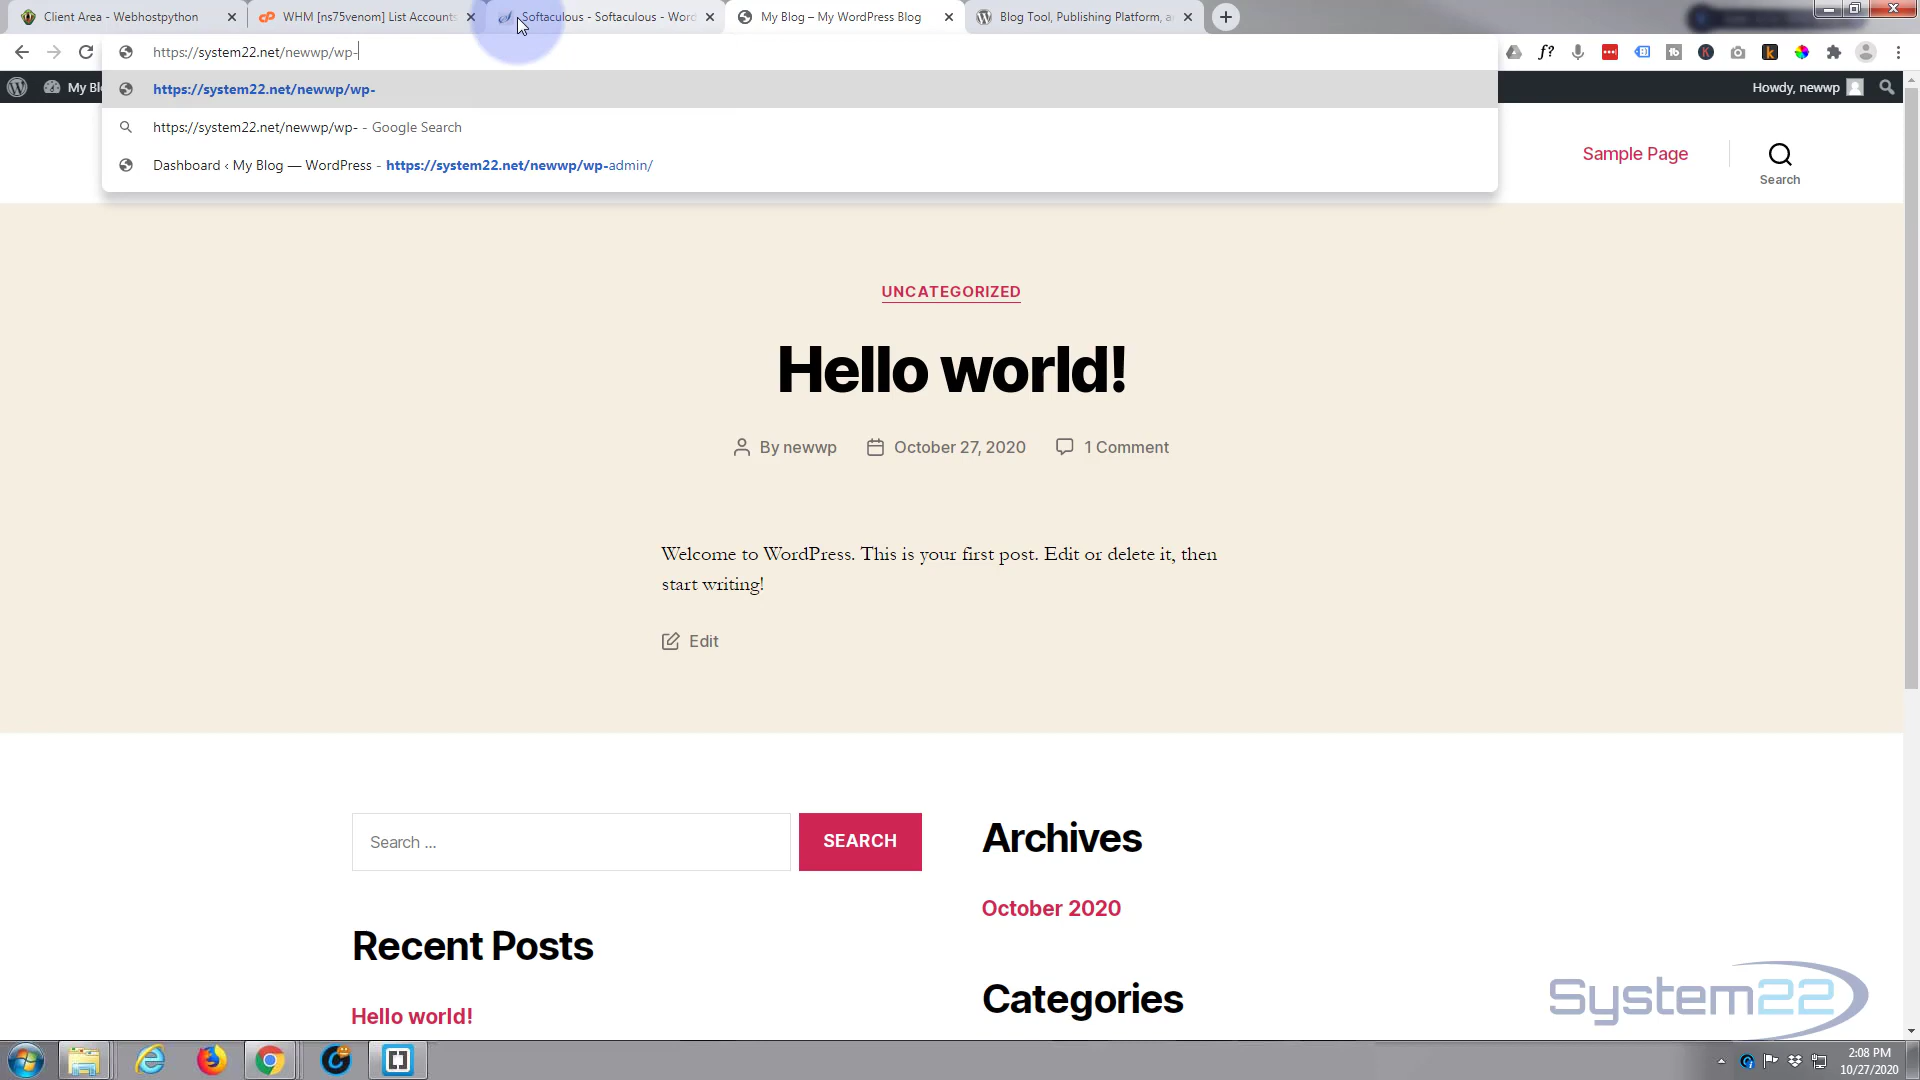 Client Area - Webhostpython
WHM [ns75venom] List Accounts
Softaculous - Softaculous - Word
My Blog – My WordPress Blog
Blog Tool, Publishing Platform, a
https://system22.net/newwp/wp-
My Bl
Howdy, newwp
https://system22.net/newwp/wp-
https://system22.net/newwp/wp- - Google Search
Dashboard ‹ My Blog — WordPress - https://system22.net/newwp/wp-admin/
Sample Page
Search
UNCATEGORIZED
Hello world!
By newwp
October 27, 2020
1 Comment
Welcome to WordPress. This is your first post. Edit or delete it, then
start writing!
Edit
Search ...
SEARCH
Archives
October 2020
Recent Posts
Categories
Hello world!
System22
2:08 PM
10/27/2020